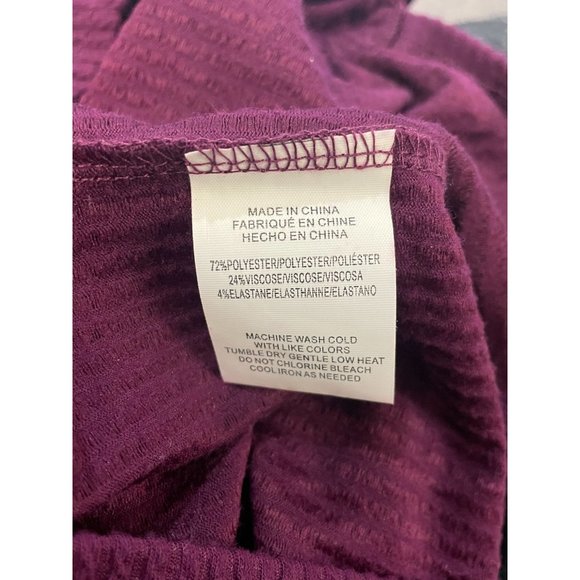 MADE IN CHINA
FABRIQUÉ EN CHINE
HECHO EN CHINA
72%POLYESTER/POLYESTER/POLIÉSTER
24%VISCOSE/VISCOSE/VISCOSA
4%ELASTANE/ELASTHANNE/ELASTANO
MACHINE WASH COLD
WITH LIKE COLORS
TUMBLE DRY GENTLE LOW HEAT
DO NOT CHLORINE BLEACH
COOL IRON AS NEEDED